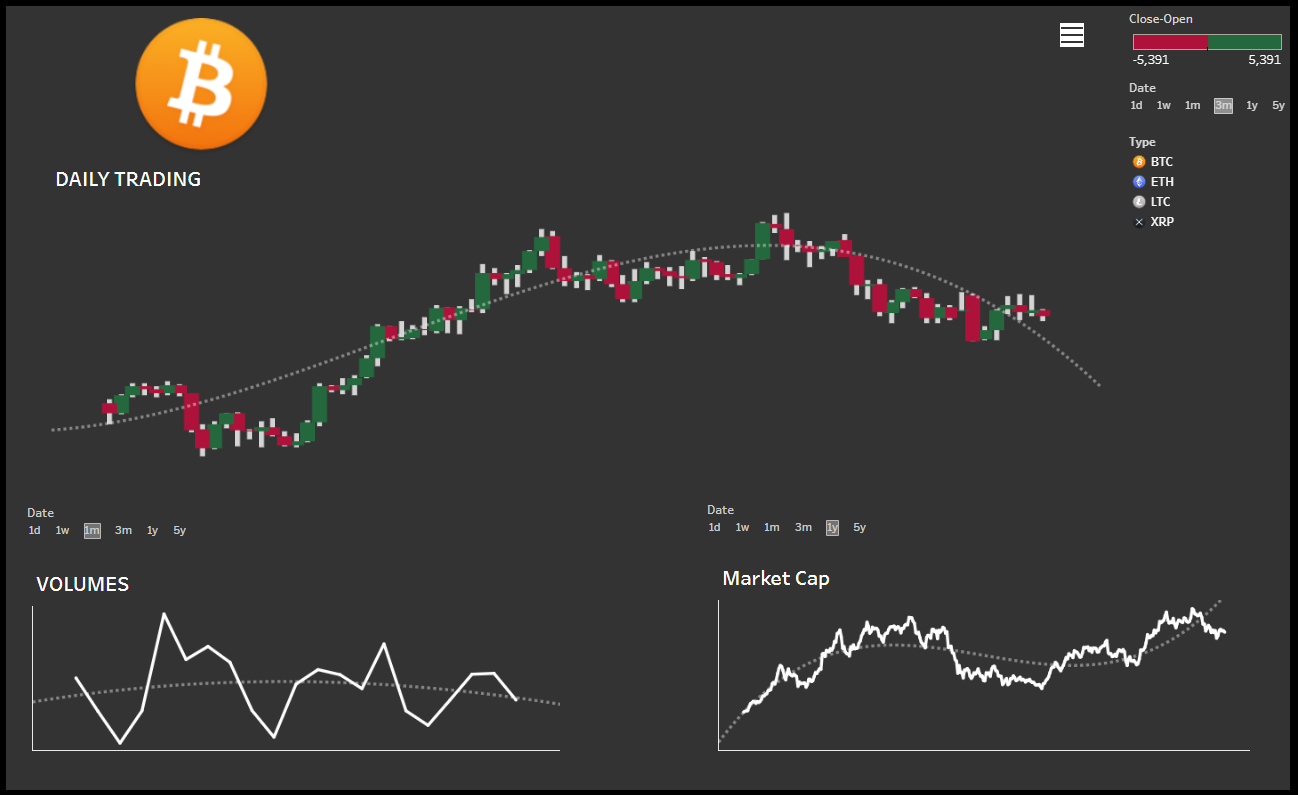 Close-Open
-5,391 5,391
Date
1d 1w 1m 3m 1y 5y
Type
BTC
ETH
LTC
XRP
DAILY TRADING
Date
1d 1w 1m 3m 1y 5y
VOLUMES
Date
1d 1w 1m 3m 1y 5y
Market Cap